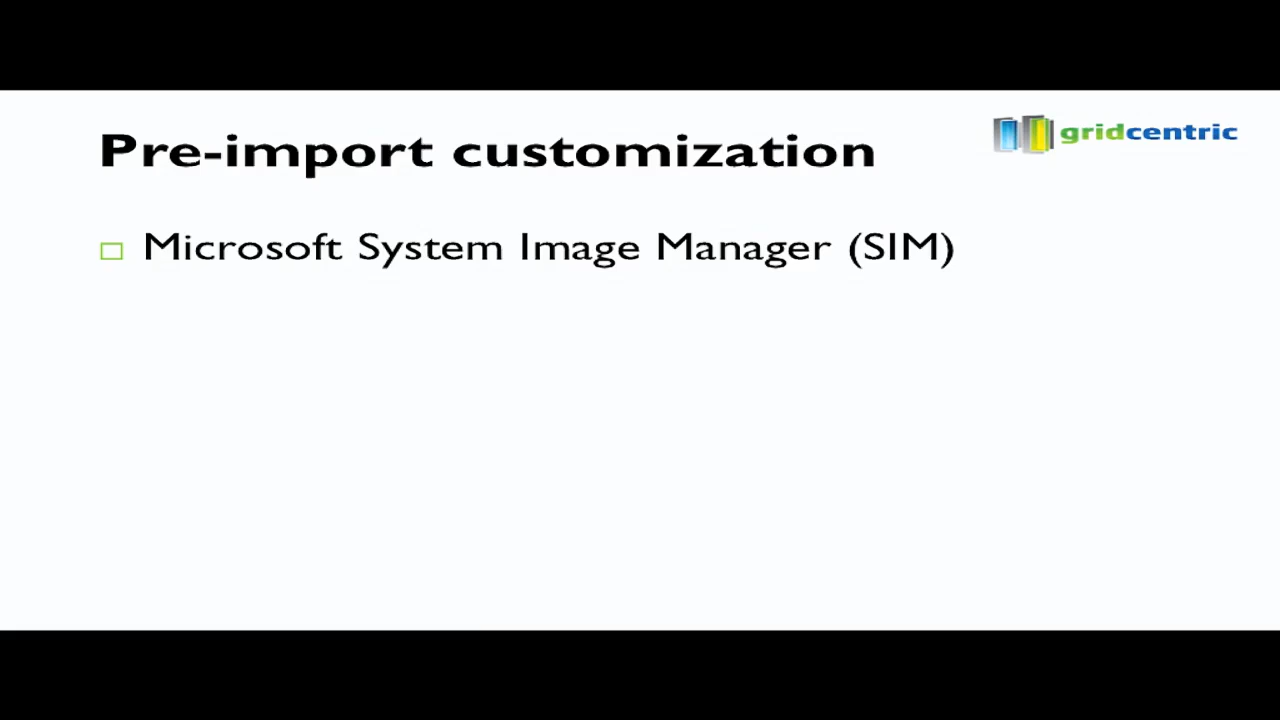 Pre-import customization
gridcentric
Microsoft System Image Manager (SIM)